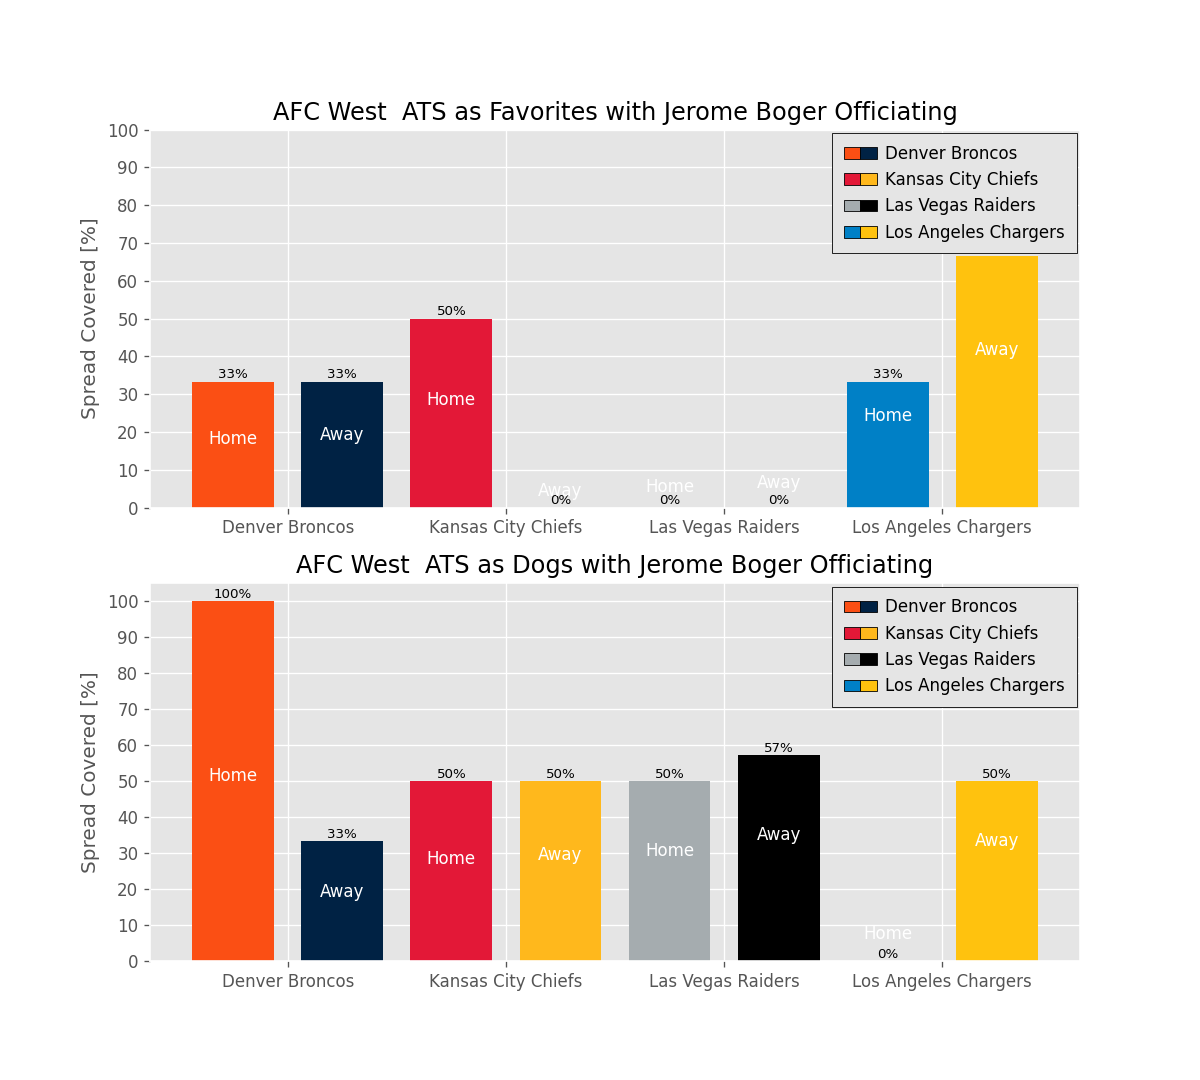 AFC West  ATS as Favorites with Jerome Boger Officiating
Spread Covered [%]
100
90
80
70
60
50
40
30
20
10
0
Denver Broncos
Kansas City Chiefs
Las Vegas Raiders
Los Angeles Chargers
33%
33%
50%
0%
0%
0%
33%
Home
Away
Home
Away
Home
Away
Home
Away
Denver Broncos
Kansas City Chiefs
Las Vegas Raiders
Los Angeles Chargers
AFC West  ATS as Dogs with Jerome Boger Officiating
Spread Covered [%]
100
90
80
70
60
50
40
30
20
10
0
Denver Broncos
Kansas City Chiefs
Las Vegas Raiders
Los Angeles Chargers
100%
33%
50%
50%
50%
57%
0%
50%
Home
Away
Home
Away
Home
Away
Home
Away
Denver Broncos
Kansas City Chiefs
Las Vegas Raiders
Los Angeles Chargers